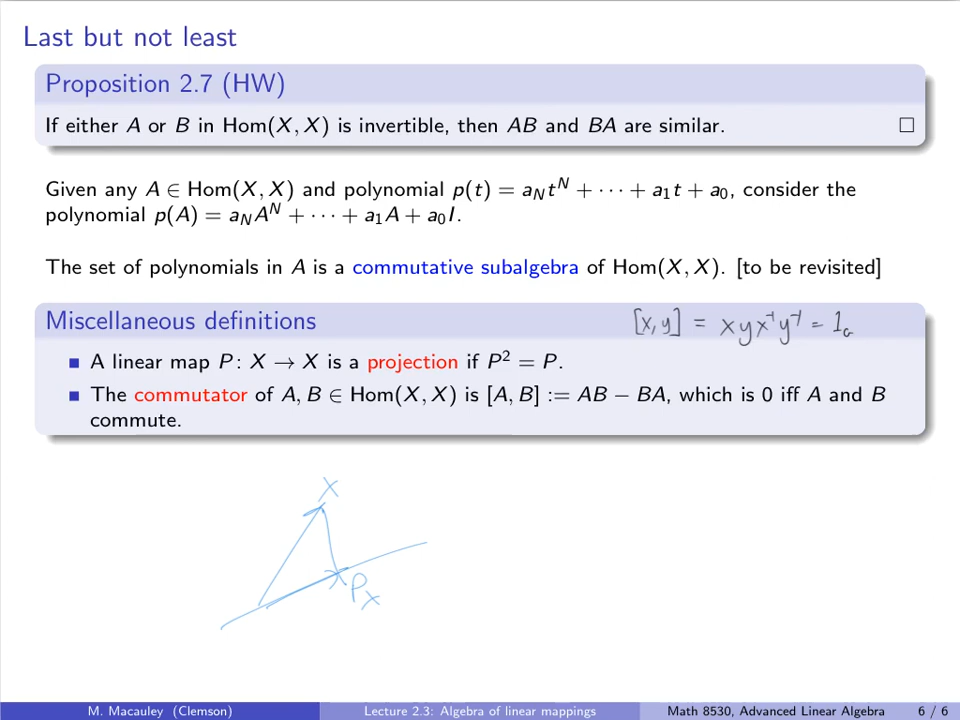 Last but not least
Proposition 2.7 (HW)
If either A or B in Hom(X, X) is invertible, then AB and BA are similar. □
Given any A ∈ Hom(X, X) and polynomial p(t) = a_N t^N + ··· + a_1 t + a_0, consider the
polynomial p(A) = a_N A^N + ··· + a_1 A + a_0 I.
The set of polynomials in A is a commutative subalgebra of Hom(X, X). [to be revisited]
Miscellaneous definitions
[x,y] = xyx⁻¹y⁻¹ = 1_G
■ A linear map P: X → X is a projection if P² = P.
■ The commutator of A, B ∈ Hom(X, X) is [A, B] := AB − BA, which is 0 iff A and B
commute.
X
Px
M. Macauley (Clemson) Lecture 2.3: Algebra of linear mappings Math 8530, Advanced Linear Algebra 6 / 6